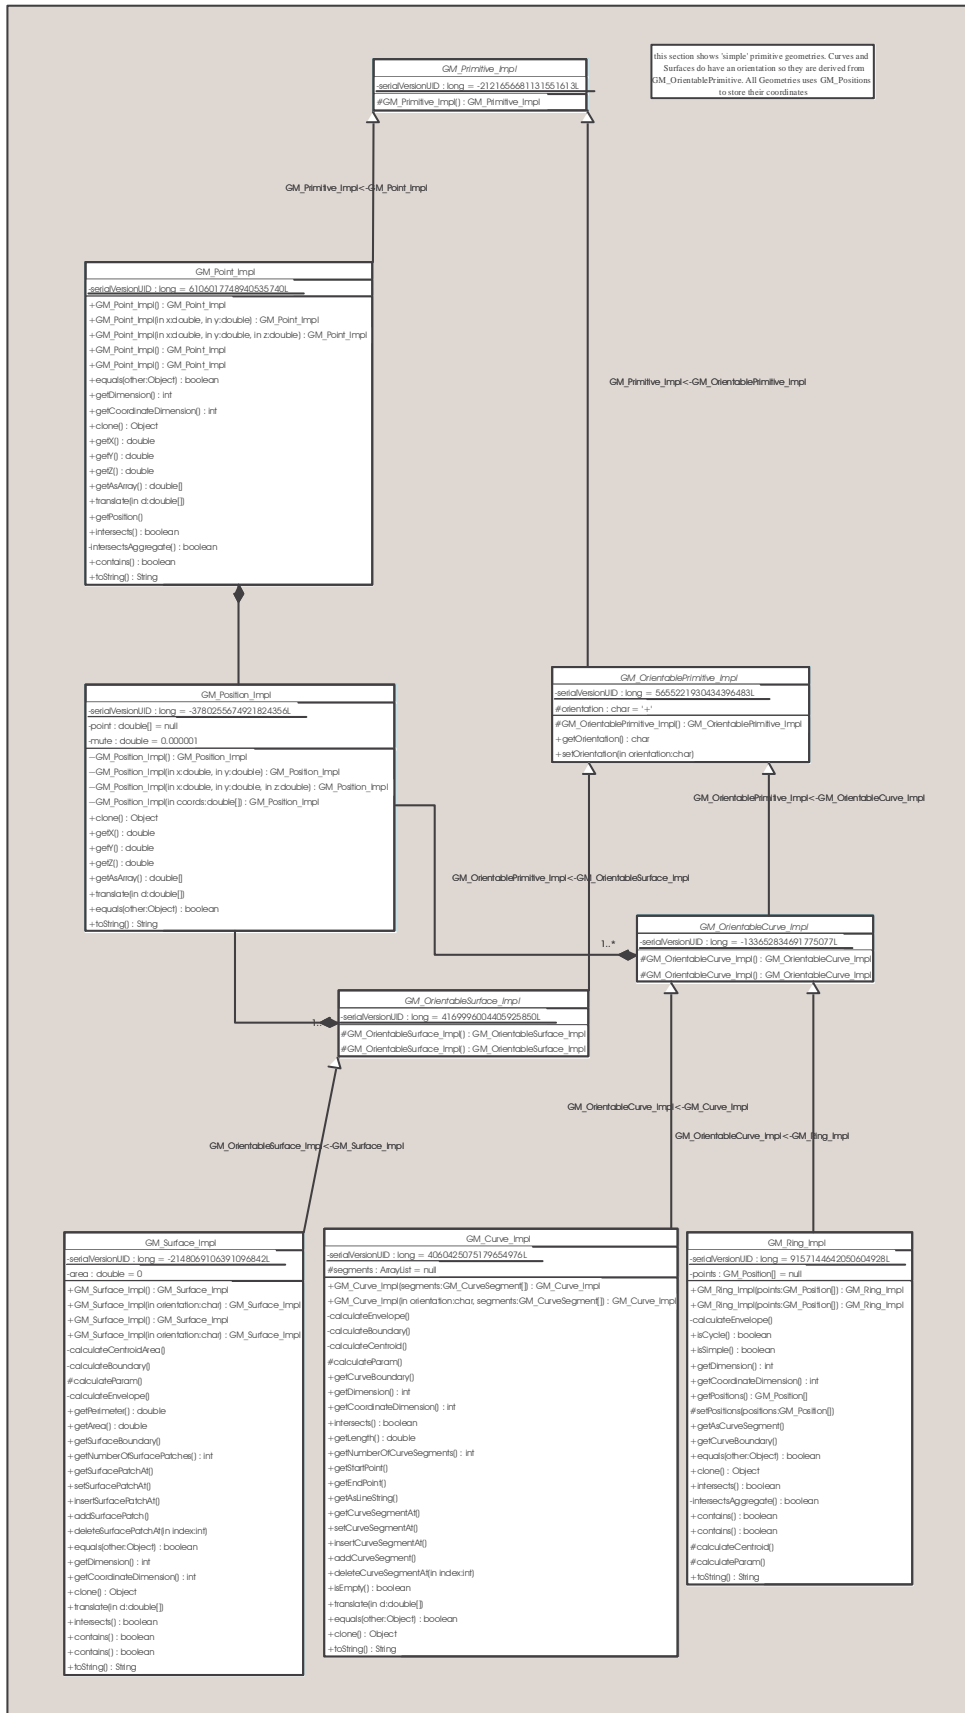 GM_Primitive_Impl
-serialVersionUID : long = -2121656681131551613L
#GM_Primitive_Impl() : GM_Primitive_Impl
this section shows 'simple' primitive geometries. Curves and
Surfaces do have an orientation so they are derived from
GM_OrientablePrimitive. All Geometries uses GM_Positions
to store their coordinates
GM_Primitive_Impl<-GM_Point_Impl
GM_Point_Impl
-serialVersionUID : long = 6106017748940535740L
+GM_Point_Impl() : GM_Point_Impl
+GM_Point_Impl(in x:double, in y:double) : GM_Point_Impl
+GM_Point_Impl(in x:double, in y:double, in z:double) : GM_Point_Impl
+GM_Point_Impl() : GM_Point_Impl
+GM_Point_Impl() : GM_Point_Impl
+equals(other:Object) : boolean
+getDimension() : int
+getCoordinateDimension() : int
+clone() : Object
+getX() : double
+getY() : double
+getZ() : double
+getAsArray() : double[]
+translate(in d:double[])
+getPosition()
+intersects() : boolean
-intersectsAggregate() : boolean
+contains() : boolean
+toString() : String
GM_Primitive_Impl<-GM_OrientablePrimitive_Impl
GM_Position_Impl
-serialVersionUID : long = -3780255674921824356L
-point : double[] = null
-mute : double = 0.000001
~GM_Position_Impl() : GM_Position_Impl
~GM_Position_Impl(in x:double, in y:double) : GM_Position_Impl
~GM_Position_Impl(in x:double, in y:double, in z:double) : GM_Position_Impl
~GM_Position_Impl(in coords:double[]) : GM_Position_Impl
+clone() : Object
+getX() : double
+getY() : double
+getZ() : double
+getAsArray() : double[]
+translate(in d:double[])
+equals(other:Object) : boolean
+toString() : String
GM_OrientablePrimitive_Impl
-serialVersionUID : long = 5655221930434396483L
#orientation : char = '+'
#GM_OrientablePrimitive_Impl() : GM_OrientablePrimitive_Impl
+getOrientation() : char
+setOrientation(in orientation:char)
GM_OrientablePrimitive_Impl<-GM_OrientableCurve_Impl
GM_OrientablePrimitive_Impl<-GM_OrientableSurface_Impl
1..*
GM_OrientableCurve_Impl
-serialVersionUID : long = -133652834691775077L
#GM_OrientableCurve_Impl() : GM_OrientableCurve_Impl
#GM_OrientableCurve_Impl() : GM_OrientableCurve_Impl
GM_OrientableSurface_Impl
-serialVersionUID : long = 4169996004405925850L
#GM_OrientableSurface_Impl() : GM_OrientableSurface_Impl
#GM_OrientableSurface_Impl() : GM_OrientableSurface_Impl
GM_OrientableCurve_Impl<-GM_Curve_Impl
GM_OrientableCurve_Impl<-GM_Ring_Impl
GM_OrientableSurface_Impl<-GM_Surface_Impl
GM_Surface_Impl
-serialVersionUID : long = -2148069106391096842L
-area : double = 0
+GM_Surface_Impl() : GM_Surface_Impl
+GM_Surface_Impl(in orientation:char) : GM_Surface_Impl
+GM_Surface_Impl() : GM_Surface_Impl
+GM_Surface_Impl(in orientation:char) : GM_Surface_Impl
-calculateCentroidArea()
-calculateBoundary()
#calculateParam()
-calculateEnvelope()
+getPerimeter() : double
+getArea() : double
+getSurfaceBoundary()
+getNumberOfSurfacePatches() : int
+getSurfacePatchAt()
+setSurfacePatchAt()
+insertSurfacePatchAt()
+addSurfacePatch()
+deleteSurfacePatchAt(in index:int)
+equals(other:Object) : boolean
+getDimension() : int
+getCoordinateDimension() : int
+clone() : Object
+translate(in d:double[])
+intersects() : boolean
+contains() : boolean
+contains() : boolean
+toString() : String
GM_Curve_Impl
-serialVersionUID : long = 4060425075179654976L
#segments : ArrayList = null
+GM_Curve_Impl(segments:GM_CurveSegment[]) : GM_Curve_Impl
+GM_Curve_Impl(in orientation:char, segments:GM_CurveSegment[]) : GM_Curve_Impl
-calculateEnvelope()
-calculateBoundary()
-calculateCentroid()
#calculateParam()
+getCurveBoundary()
+getDimension() : int
+getCoordinateDimension() : int
+intersects() : boolean
+getLength() : double
+getNumberOfCurveSegments() : int
+getStartPoint()
+getEndPoint()
+getAsLineString()
+getCurveSegmentAt()
+setCurveSegmentAt()
+insertCurveSegmentAt()
+addCurveSegment()
+deleteCurveSegmentAt(in index:int)
+isEmpty() : boolean
+translate(in d:double[])
+equals(other:Object) : boolean
+clone() : Object
+toString() : String
GM_Ring_Impl
-serialVersionUID : long = 9157144642050604928L
-points : GM_Position[] = null
+GM_Ring_Impl(points:GM_Position[]) : GM_Ring_Impl
+GM_Ring_Impl(points:GM_Position[]) : GM_Ring_Impl
-calculateEnvelope()
+isCycle() : boolean
+isSimple() : boolean
+getDimension() : int
+getCoordinateDimension() : int
+getPositions() : GM_Position[]
#setPositions(positions:GM_Position[])
+getAsCurveSegment()
+getCurveBoundary()
+equals(other:Object) : boolean
+clone() : Object
+intersects() : boolean
-intersectsAggregate() : boolean
+contains() : boolean
+contains() : boolean
#calculateCentroid()
#calculateParam()
+toString() : String